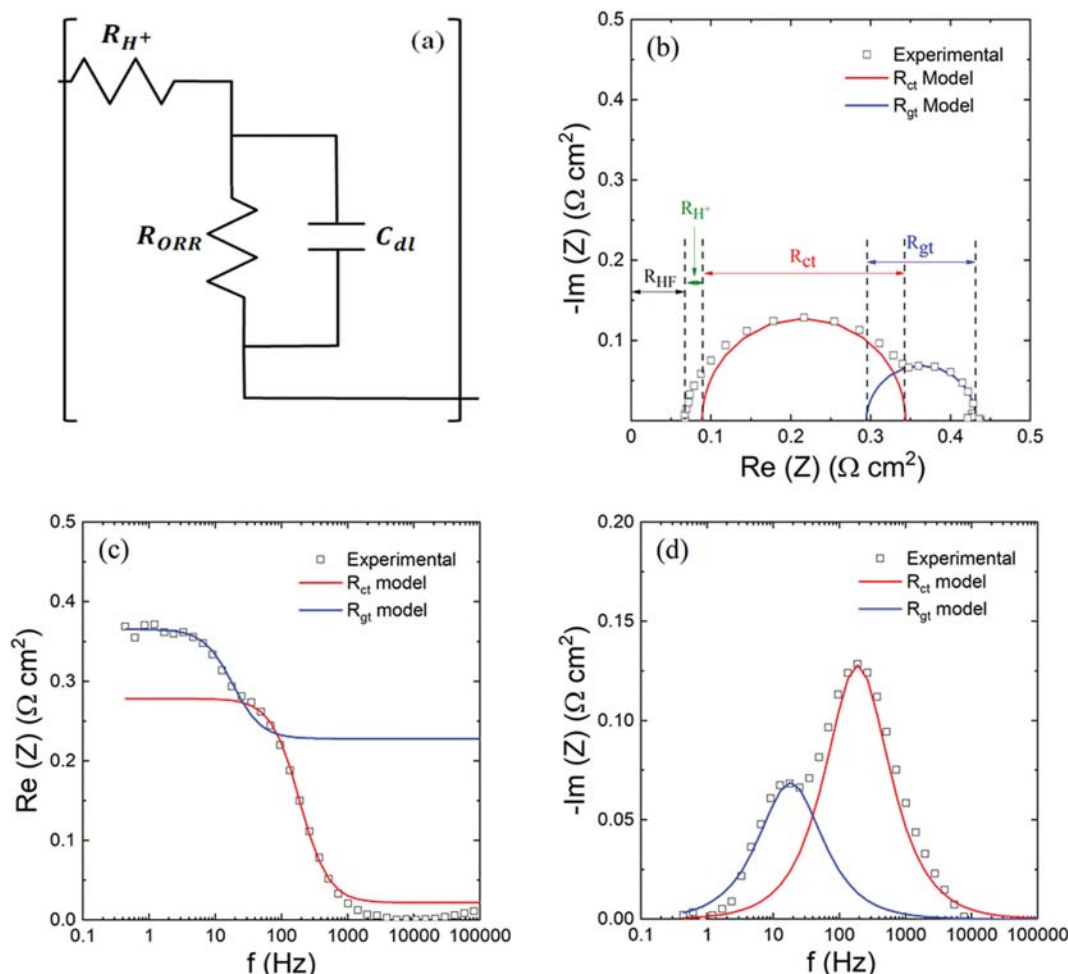 (a)
R_H+
R_ORR
C_dl
(b)
Experimental
R_ct Model
R_gt Model
R_HF
R_H+
R_ct
R_gt
-Im (Z) (Ω cm²)
0.5
0.4
0.3
0.2
0.1
0 0.1 0.2 0.3 0.4 0.5
Re (Z) (Ω cm²)
(c)
Experimental
R_ct model
R_gt model
Re (Z) (Ω cm²)
0.5
0.4
0.3
0.2
0.1
0.0
0.1 1 10 100 1000 10000 100000
f (Hz)
(d)
Experimental
R_ct model
R_gt model
-Im (Z) (Ω cm²)
0.20
0.15
0.10
0.05
0.00
0.1 1 10 100 1000 10000 100000
f (Hz)